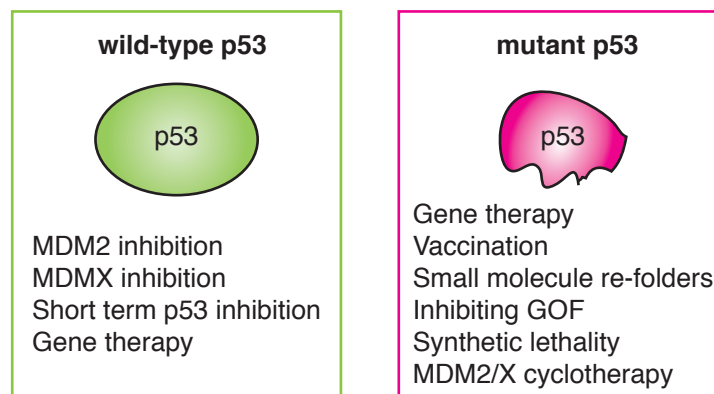 wild-type p53
p53
MDM2 inhibition
MDMX inhibition
Short term p53 inhibition
Gene therapy
mutant p53
p53
Gene therapy
Vaccination
Small molecule re-folders
Inhibiting GOF
Synthetic lethality
MDM2/X cyclotherapy